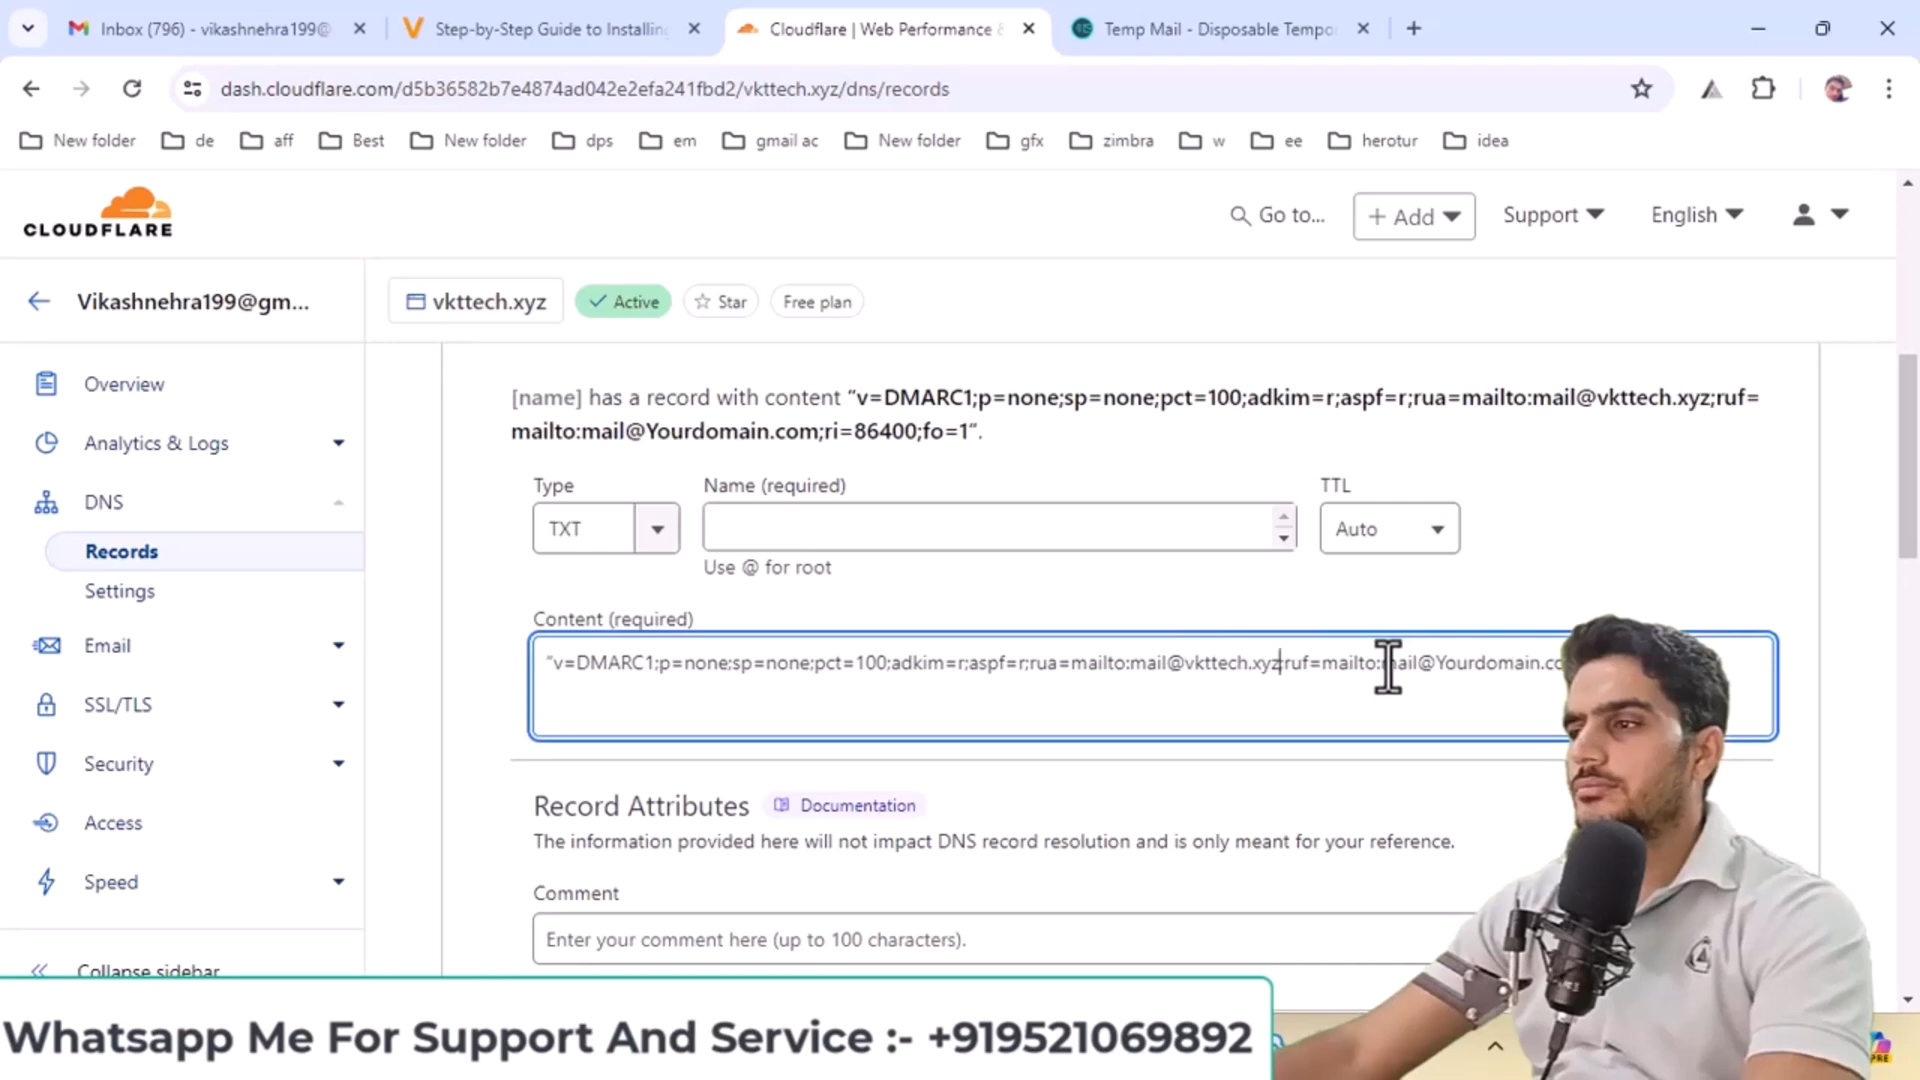 Inbox (796) - vikashnehra199@
Step-by-Step Guide to Installing
Cloudflare | Web Performance &
Temp Mail - Disposable Tempor
dash.cloudflare.com/d5b36582b7e4874ad042e2efa241fbd2/vkttech.xyz/dns/records
New folder de aff Best New folder dps em gmail ac New folder gfx zimbra w ee herotur idea
CLOUDFLARE
Go to... + Add Support English
Vikashnehra199@gm...
vkttech.xyz Active Star Free plan
Overview
Analytics & Logs
DNS
Records
Settings
Email
SSL/TLS
Security
Access
Speed
Collapse sidebar
[name] has a record with content “v=DMARC1;p=none;sp=none;pct=100;adkim=r;aspf=r;rua=mailto:mail@vkttech.xyz;ruf=
mailto:mail@Yourdomain.com;ri=86400;fo=1”.
Type Name (required) TTL
TXT Auto
Use @ for root
Content (required)
“v=DMARC1;p=none;sp=none;pct=100;adkim=r;aspf=r;rua=mailto:mail@vkttech.xyz;ruf=mailto:mail@Yourdomain.co
Record Attributes Documentation
The information provided here will not impact DNS record resolution and is only meant for your reference.
Comment
Enter your comment here (up to 100 characters).
Whatsapp Me For Support And Service :- +919521069892
PRE